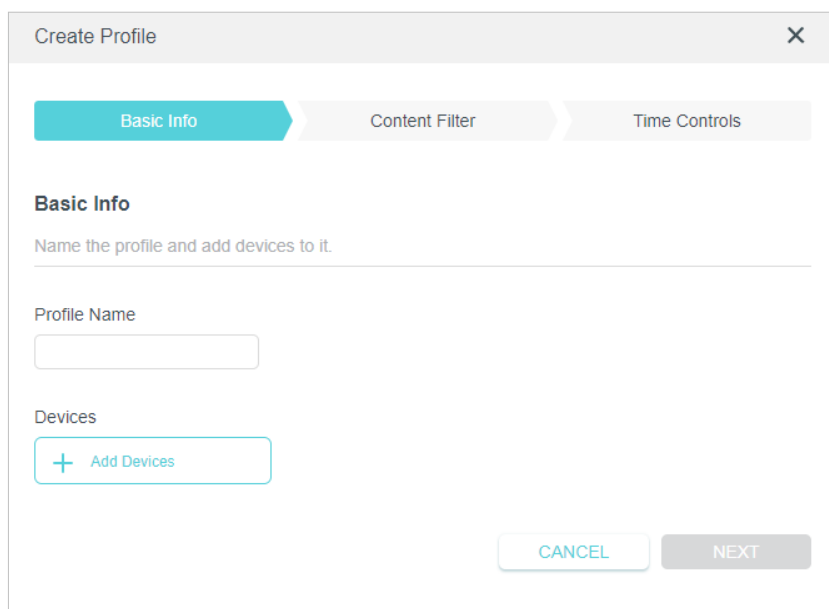 Create Profile
Basic Info
Content Filter
Time Controls
Basic Info
Name the profile and add devices to it.
Profile Name
Devices
Add Devices
CANCEL
NEXT